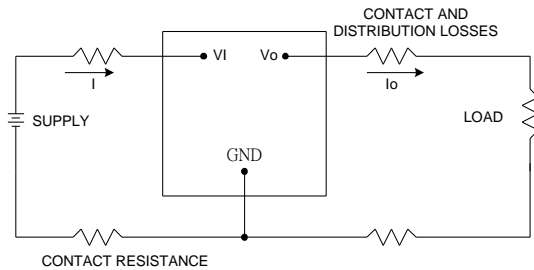 CONTACT AND
DISTRIBUTION LOSSES
VI
Vo
I
Io
SUPPLY
LOAD
GND
CONTACT RESISTANCE